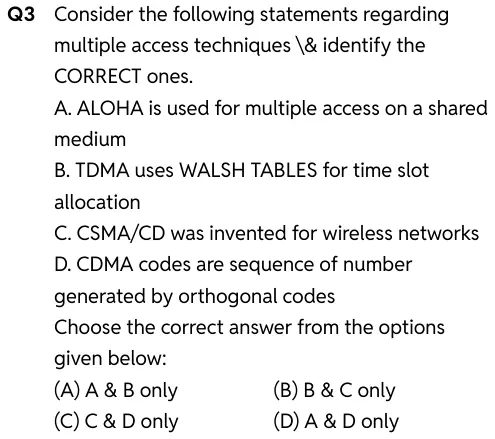 Q3 Consider the following statements regarding
multiple access techniques \& identify the
CORRECT ones.
A. ALOHA is used for multiple access on a shared
medium
B. TDMA uses WALSH TABLES for time slot
allocation
C. CSMA/CD was invented for wireless networks
D. CDMA codes are sequence of number
generated by orthogonal codes
Choose the correct answer from the options
given below:
(A) A & B only (B) B & C only
(C) C & D only (D) A & D only